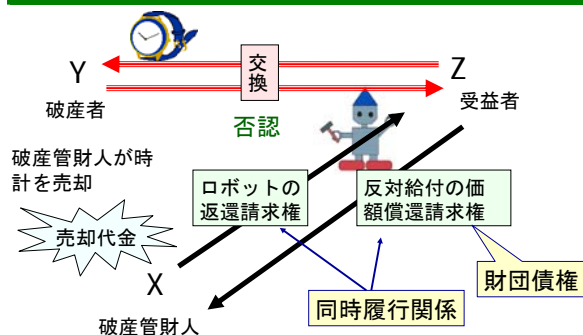 Y
破産者
交
換
否認
Z
受益者
破産管財人が時
計を売却
売却代金
X
破産管財人
ロボットの
返還請求権
反対給付の価
額償還請求権
同時履行関係
財団債権